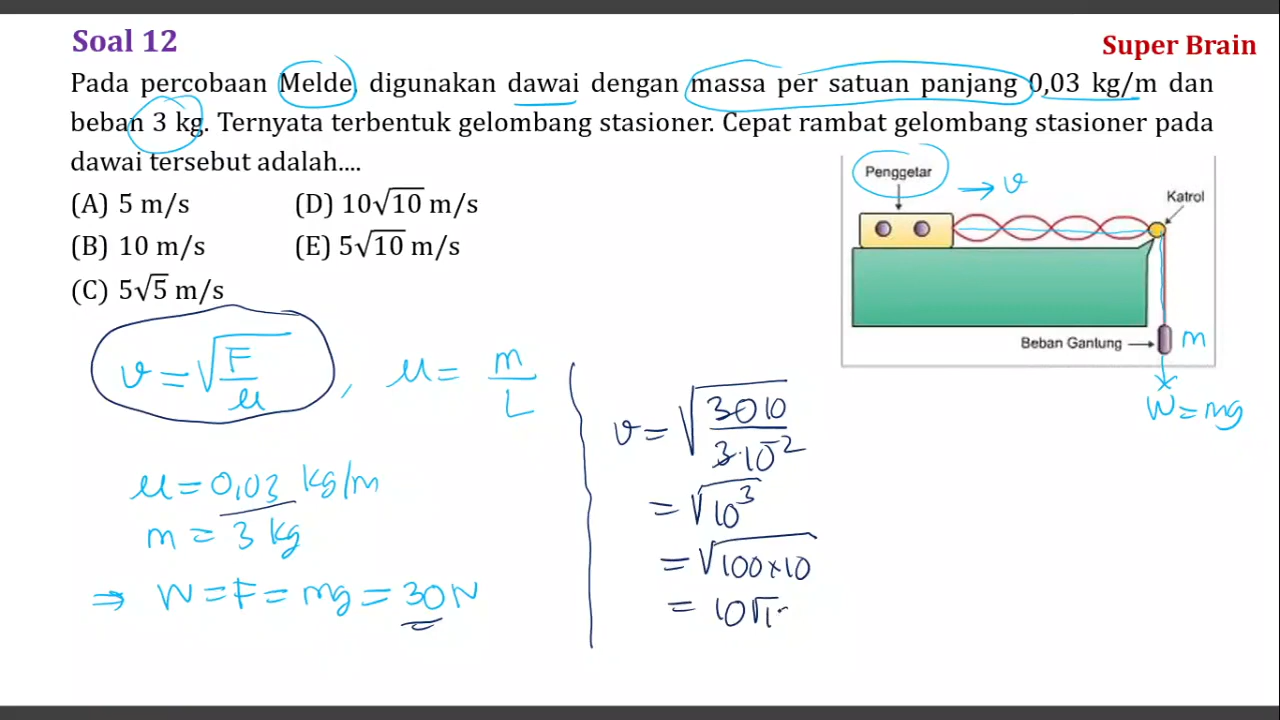 Soal 12
Super Brain
Pada percobaan Melde, digunakan dawai dengan massa per satuan panjang 0,03 kg/m dan
beban 3 kg. Ternyata terbentuk gelombang stasioner. Cepat rambat gelombang stasioner pada
dawai tersebut adalah....
(A) 5 m/s
(D) 10√10 m/s
(B) 10 m/s
(E) 5√10 m/s
(C) 5√5 m/s
Penggetar
→ v
Katrol
Beban Gantung
m
W = mg
v = √(F/μ) , μ = m/L
μ = 0,03 kg/m
m = 3 kg
⇒ W = F = mg = 30 N
v = √(3·10/3·10⁻²)
= √10³
= √100×10
= 10√1